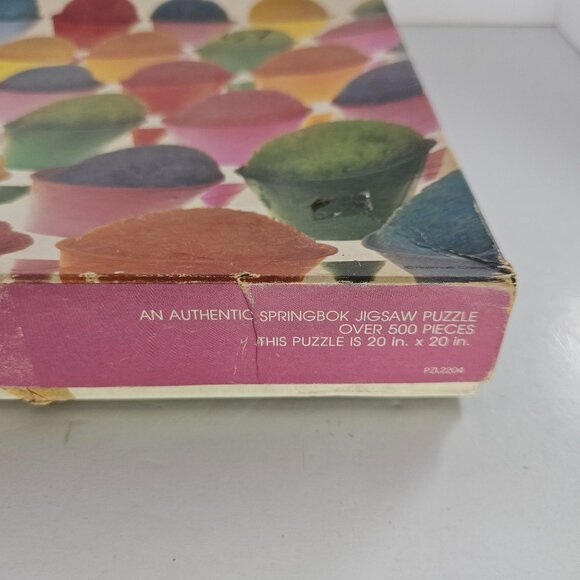 AN AUTHENTIC SPRINGBOK JIGSAW PUZZLE
OVER 500 PIECES
THIS PUZZLE IS 20 in. x 20 in.
PZL2204